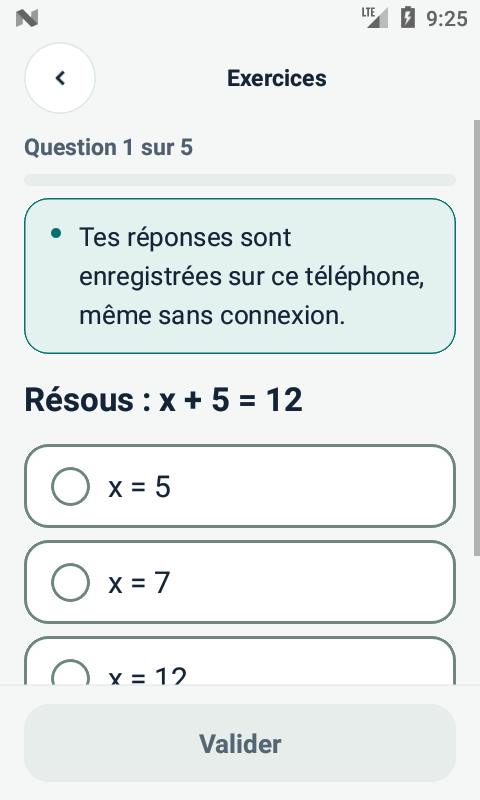 LTE 9:25
Exercices
Question 1 sur 5
Tes réponses sont
enregistrées sur ce téléphone,
même sans connexion.
Résous : x + 5 = 12
x = 5
x = 7
x = 12
Valider